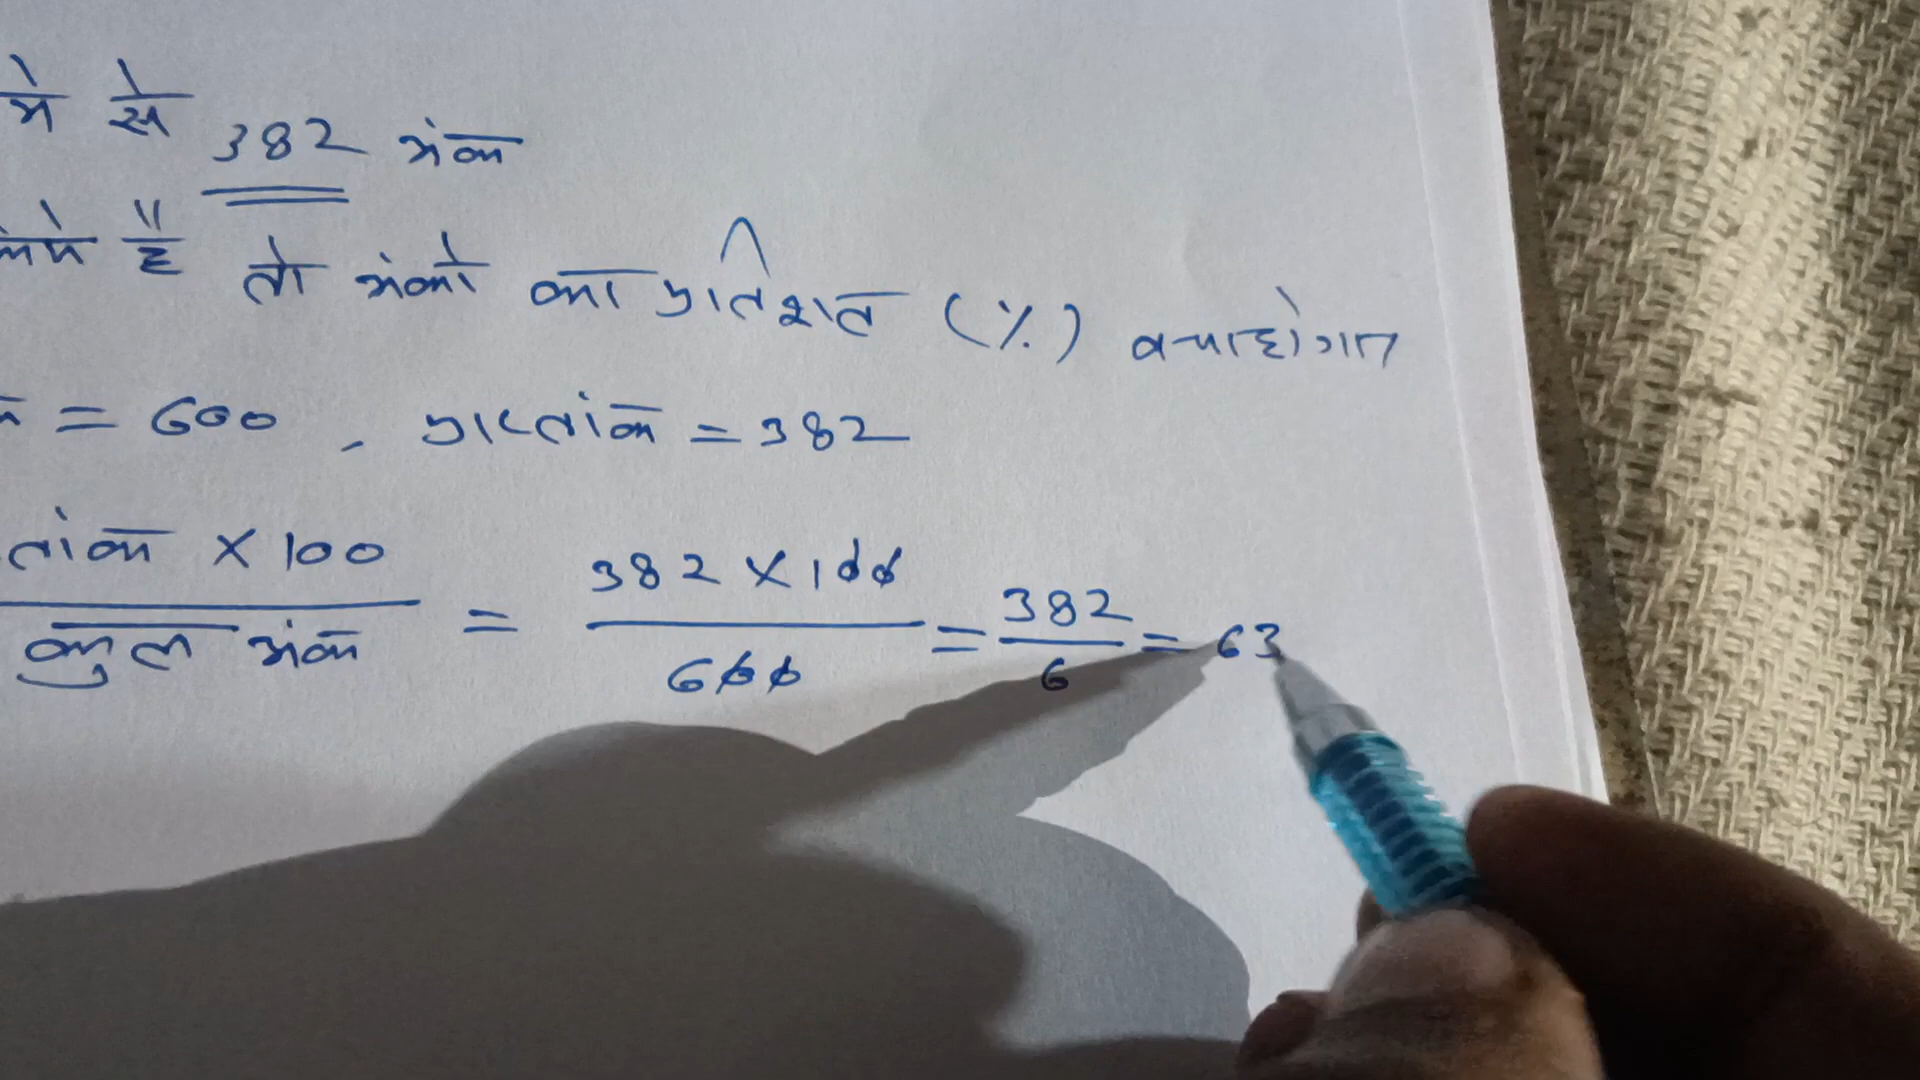 मे से 382 अंक
है तो अंको का प्रतिशत (%) क्या होगा
= 600, प्राप्तांक = 382
तांक × 100 / कुल अंक = 382 × 100 / 600 = 382 / 6 = 63